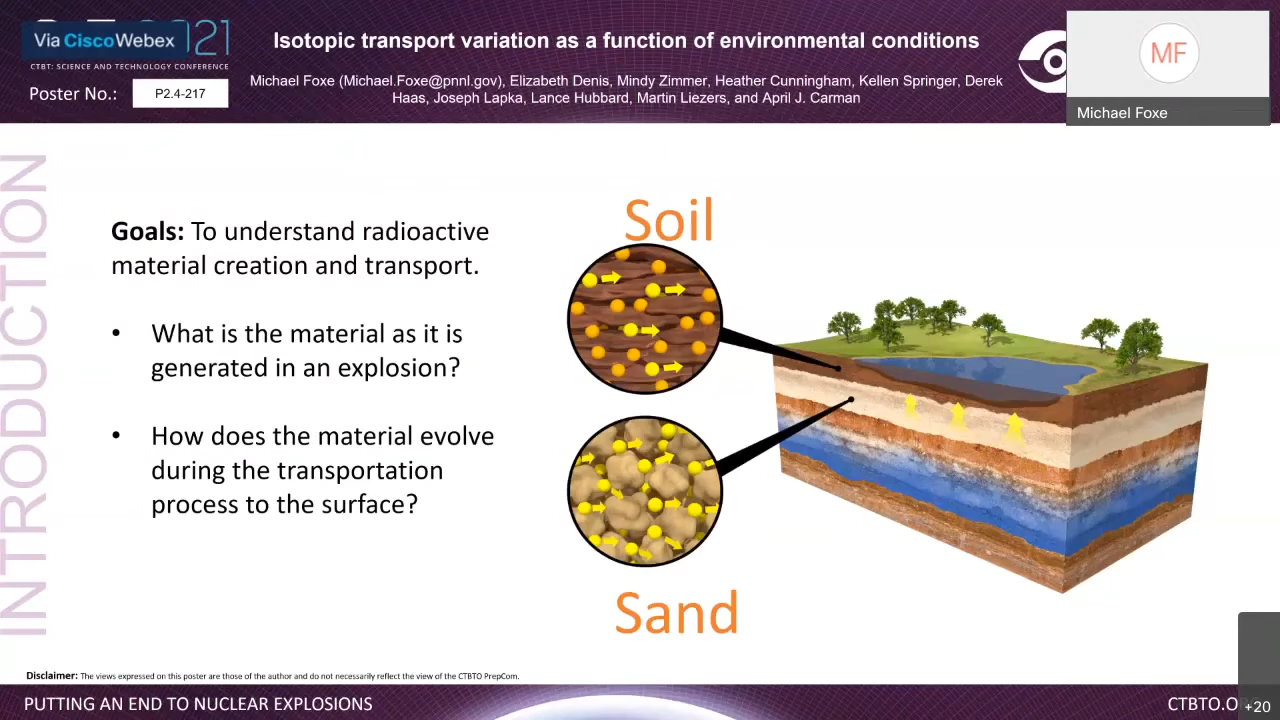 Via CiscoWebex
21
CTBT: SCIENCE AND TECHNOLOGY CONFERENCE
Poster No.:
P2.4-217
Isotopic transport variation as a function of environmental conditions
Michael Foxe (Michael.Foxe@pnnl.gov), Elizabeth Denis, Mindy Zimmer, Heather Cunningham, Kellen Springer, Derek
Haas, Joseph Lapka, Lance Hubbard, Martin Liezers, and April J. Carman
MF
Michael Foxe
INTRODUCTION
Goals: To understand radioactive
material creation and transport.
• What is the material as it is
generated in an explosion?
• How does the material evolve
during the transportation
process to the surface?
Soil
Sand
Disclaimer: The views expressed on this poster are those of the author and do not necessarily reflect the view of the CTBTO PrepCom.
PUTTING AN END TO NUCLEAR EXPLOSIONS
CTBTO.O
+20